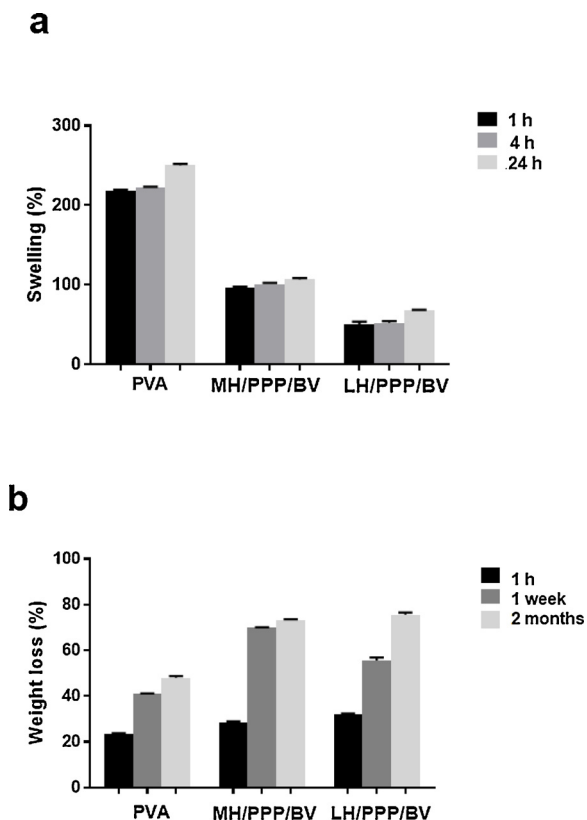 a
1 h
4 h
24 h
300
200
100
0
Swelling (%)
PVA MH/PPP/BV LH/PPP/BV
b
1 h
1 week
2 months
100
80
60
40
20
0
Weight loss (%)
PVA MH/PPP/BV LH/PPP/BV